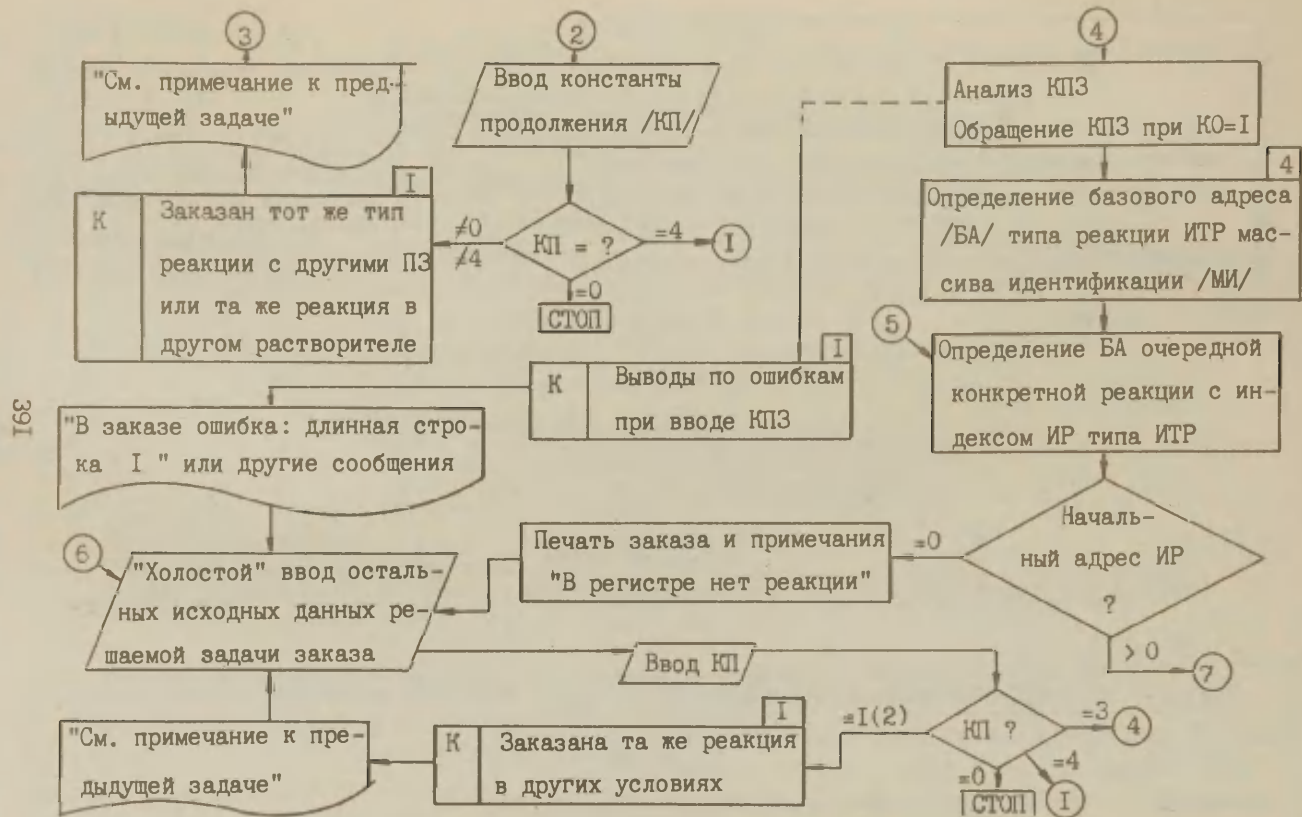 3
2
4
"См. примечание к пред-
ыдущей задаче"
Ввод константы
продолжения /КП/
Анализ КПЗ
Обращение КПЗ при КО=I
I
К
Заказан тот же тип
реакции с другими ПЗ
или та же реакция в
другом растворителе
≠0
≠4
КП = ?
=4
I
=0
СТОП
4
Определение базового адреса
/БА/ типа реакции ИТР мас-
сива идентификации /МИ/
5
Определение БА очередной
конкретной реакции с ин-
дексом ИР типа ИТР
I
К
Выводы по ошибкам
при вводе КПЗ
391
"В заказе ошибка: длинная стро-
ка I " или другие сообщения
Началь-
ный адрес ИР
?
=0
> 0
7
Печать заказа и примечания
"В регистре нет реакции"
6
"Холостой" ввод осталь-
ных исходных данных ре-
шаемой задачи заказа
Ввод КП
КП ?
=I(2)
=3
4
=4
I
=0
СТОП
I
К
Заказана та же реакция
в других условиях
"См. примечание к пре-
дыдущей задаче"